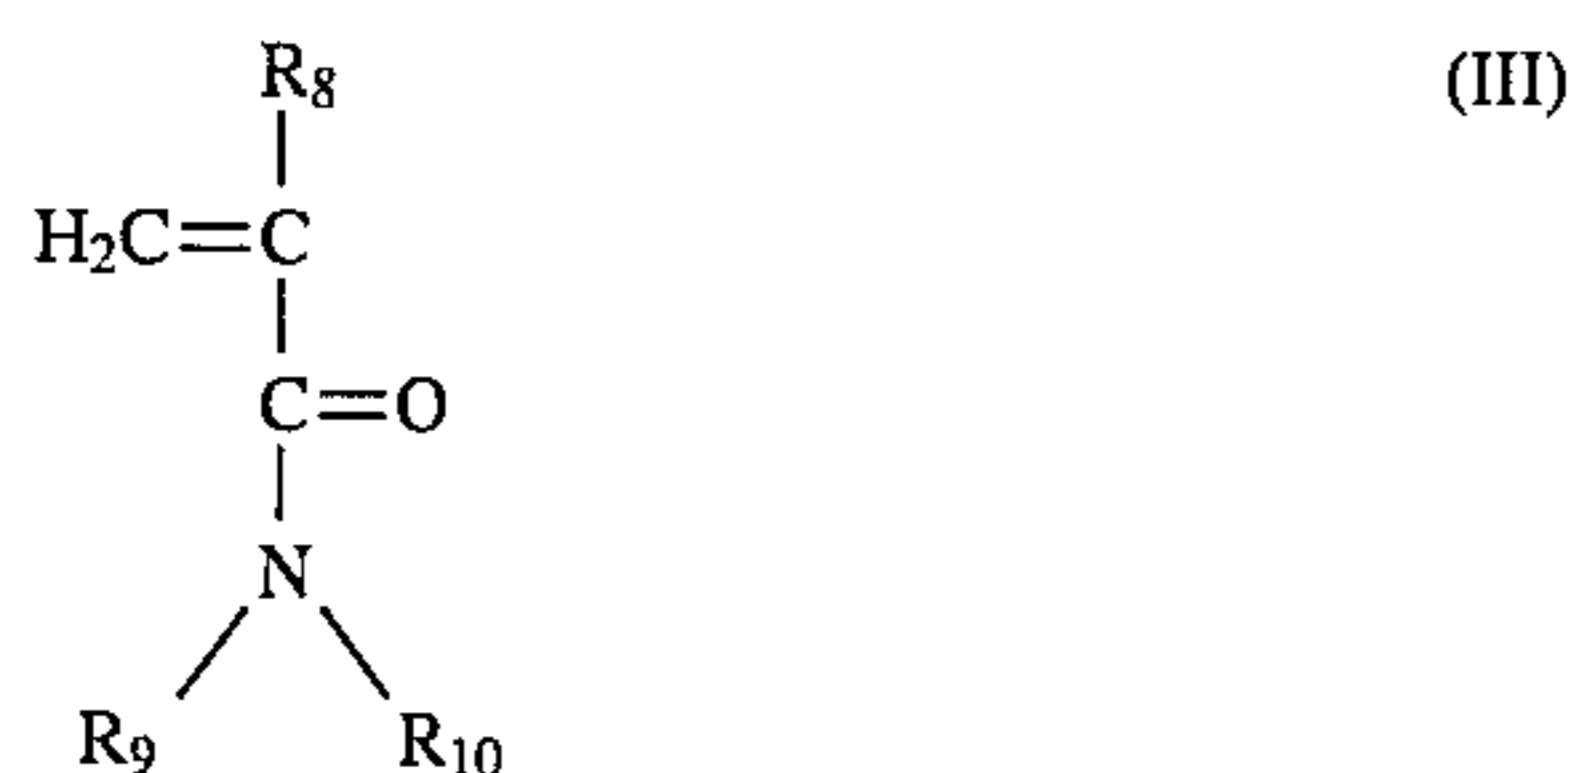 R₈ (III)
H₂C=C
C=O
N
R₉ R₁₀